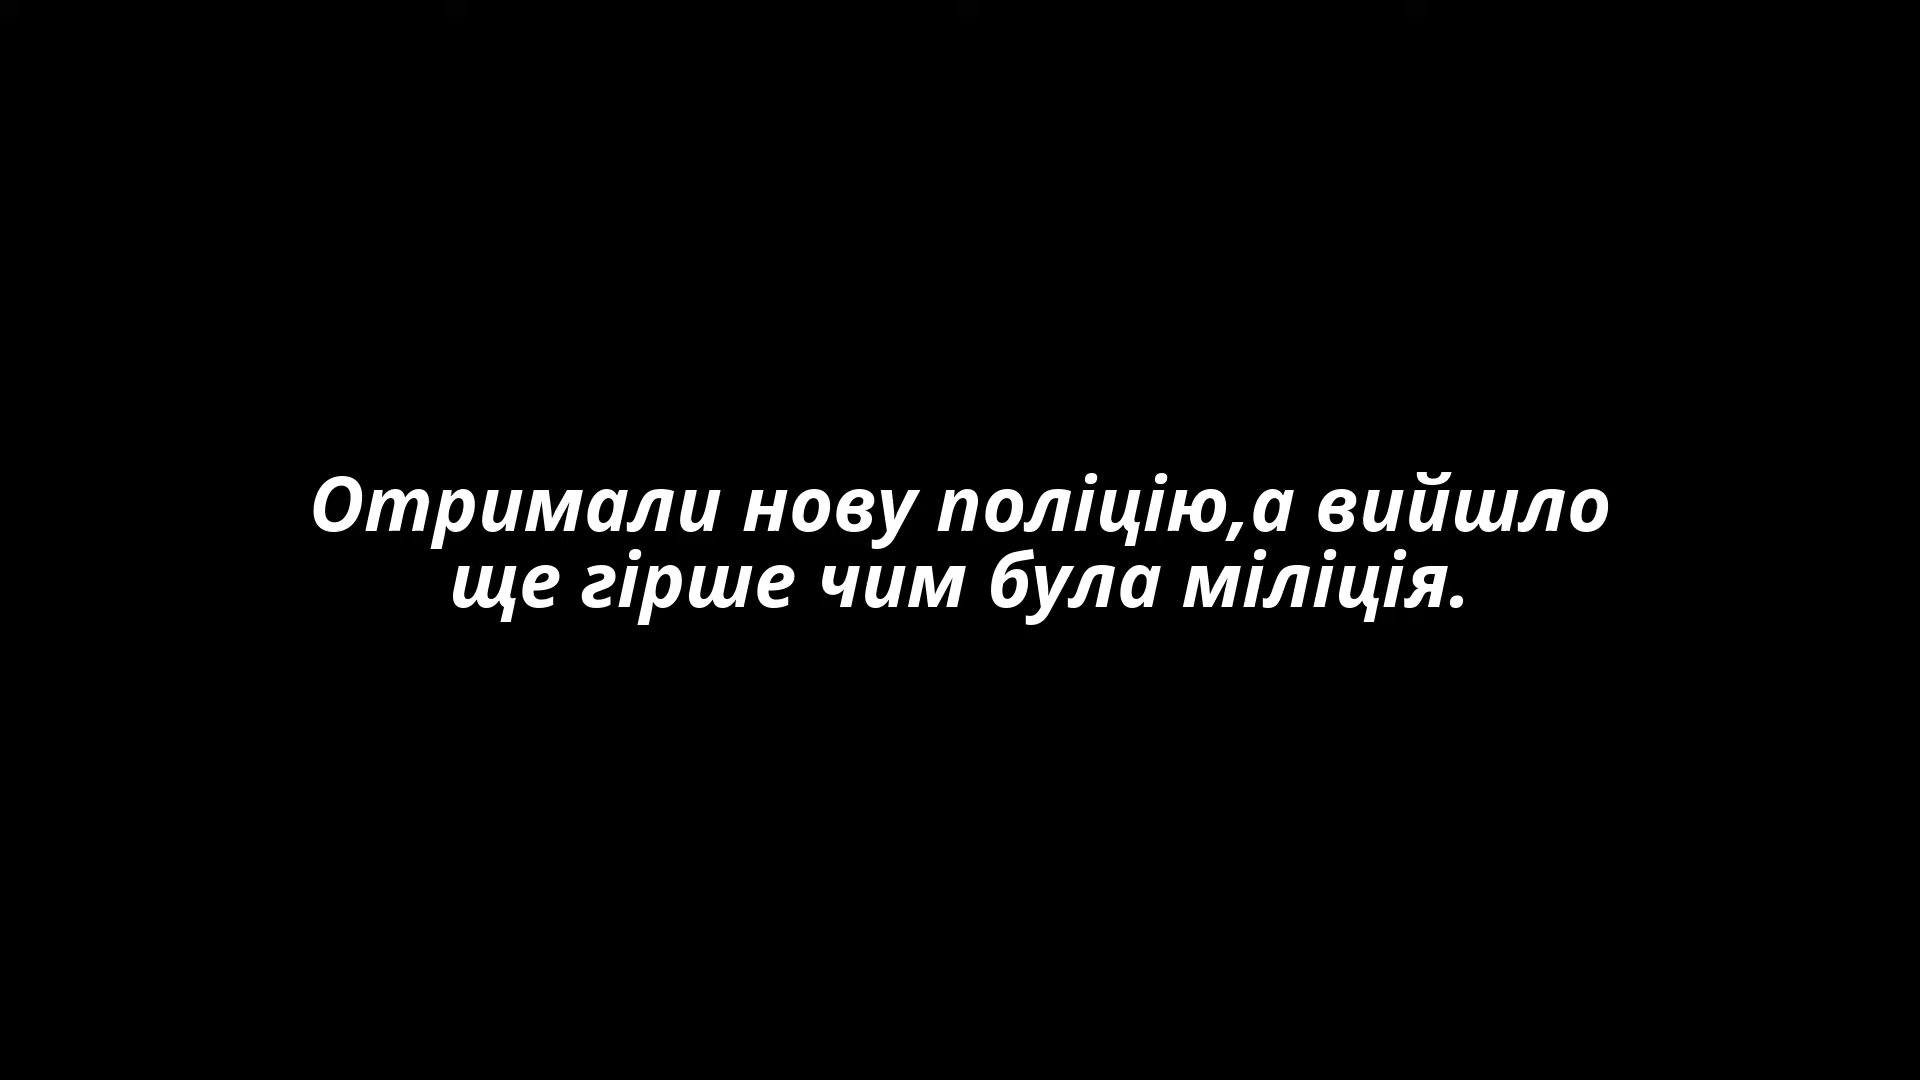 Отримали нову поліцію,а вийшло
ще гірше чим була міліція.